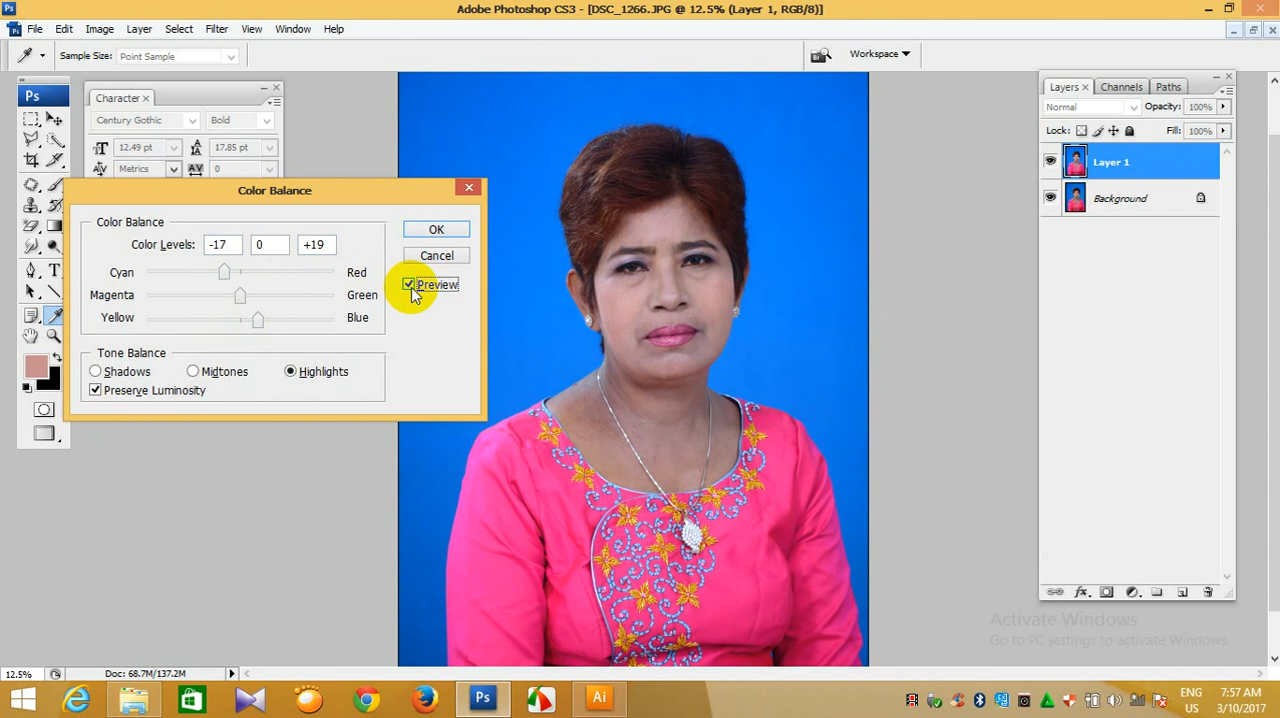 Ps Adobe Photoshop CS3 - [DSC_1266.JPG @ 12.5% (Layer 1, RGB/8)]
Ps File Edit Image Layer Select Filter View Window Help
Sample Size: Point Sample Workspace
Ps
Character
Century Gothic Bold
12.49 pt 17.85 pt
Metrics 0
Color Balance
Color Balance
Color Levels: -17 0 +19
Cyan Red
Magenta Green
Yellow Blue
Tone Balance
Shadows Midtones Highlights
Preserve Luminosity
OK
Cancel
Preview
Layers Channels Paths
Normal Opacity: 100%
Lock: Fill: 100%
Layer 1
Background
Activate Windows
Go to PC settings to activate Windows.
12.5% Doc: 68.7M/137.2M
Ps Ai
ENG
US
7:57 AM
3/10/2017